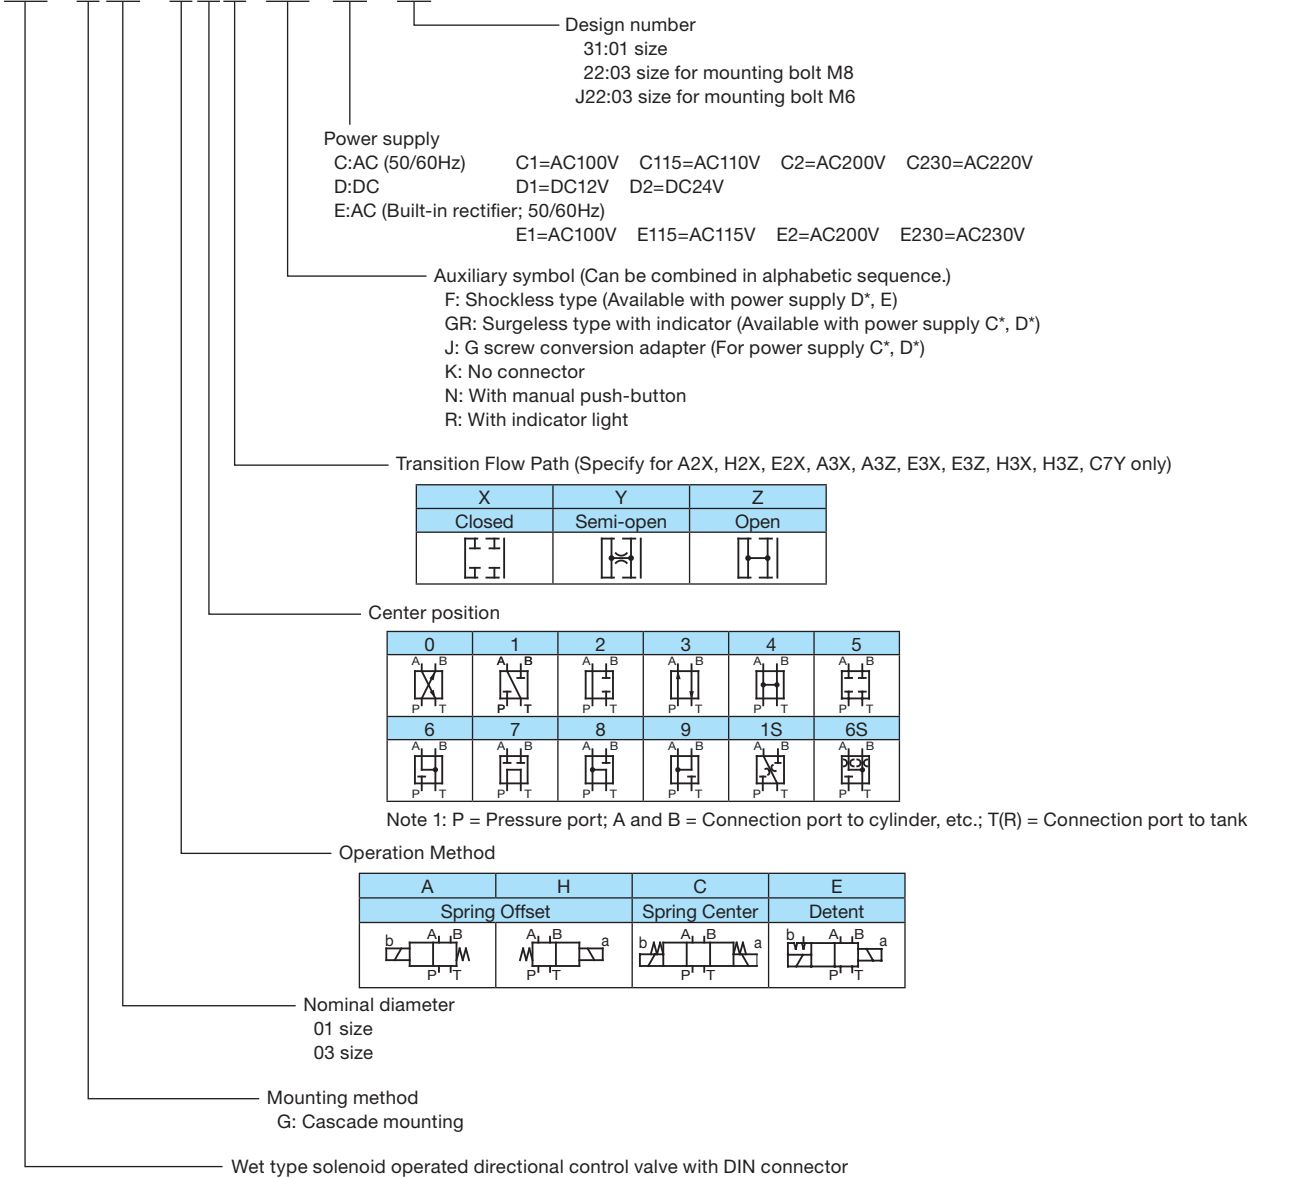 Design number
31:01 size
22:03 size for mounting bolt M8
J22:03 size for mounting bolt M6
Power supply
C:AC (50/60Hz) C1=AC100V C115=AC110V C2=AC200V C230=AC220V
D:DC D1=DC12V D2=DC24V
E:AC (Built-in rectifier; 50/60Hz)
E1=AC100V E115=AC115V E2=AC200V E230=AC230V
Auxiliary symbol (Can be combined in alphabetic sequence.)
F: Shockless type (Available with power supply D*, E)
GR: Surgeless type with indicator (Available with power supply C*, D*)
J: G screw conversion adapter (For power supply C*, D*)
K: No connector
N: With manual push-button
R: With indicator light
Transition Flow Path (Specify for A2X, H2X, E2X, A3X, A3Z, E3X, E3Z, H3X, H3Z, C7Y only)
X Y Z
Closed Semi-open Open
Center position
0 1 2 3 4 5
A B A B A B A B A B A B
P T P T P T P T P T P T
6 7 8 9 1S 6S
A B A B A B A B A B A B
P T P T P T P T P T P T
Note 1: P = Pressure port; A and B = Connection port to cylinder, etc.; T(R) = Connection port to tank
Operation Method
A H C E
Spring Offset Spring Center Detent
b A B A B a b A B a b A B a
P T P T P T P T
Nominal diameter
01 size
03 size
Mounting method
G: Cascade mounting
Wet type solenoid operated directional control valve with DIN connector